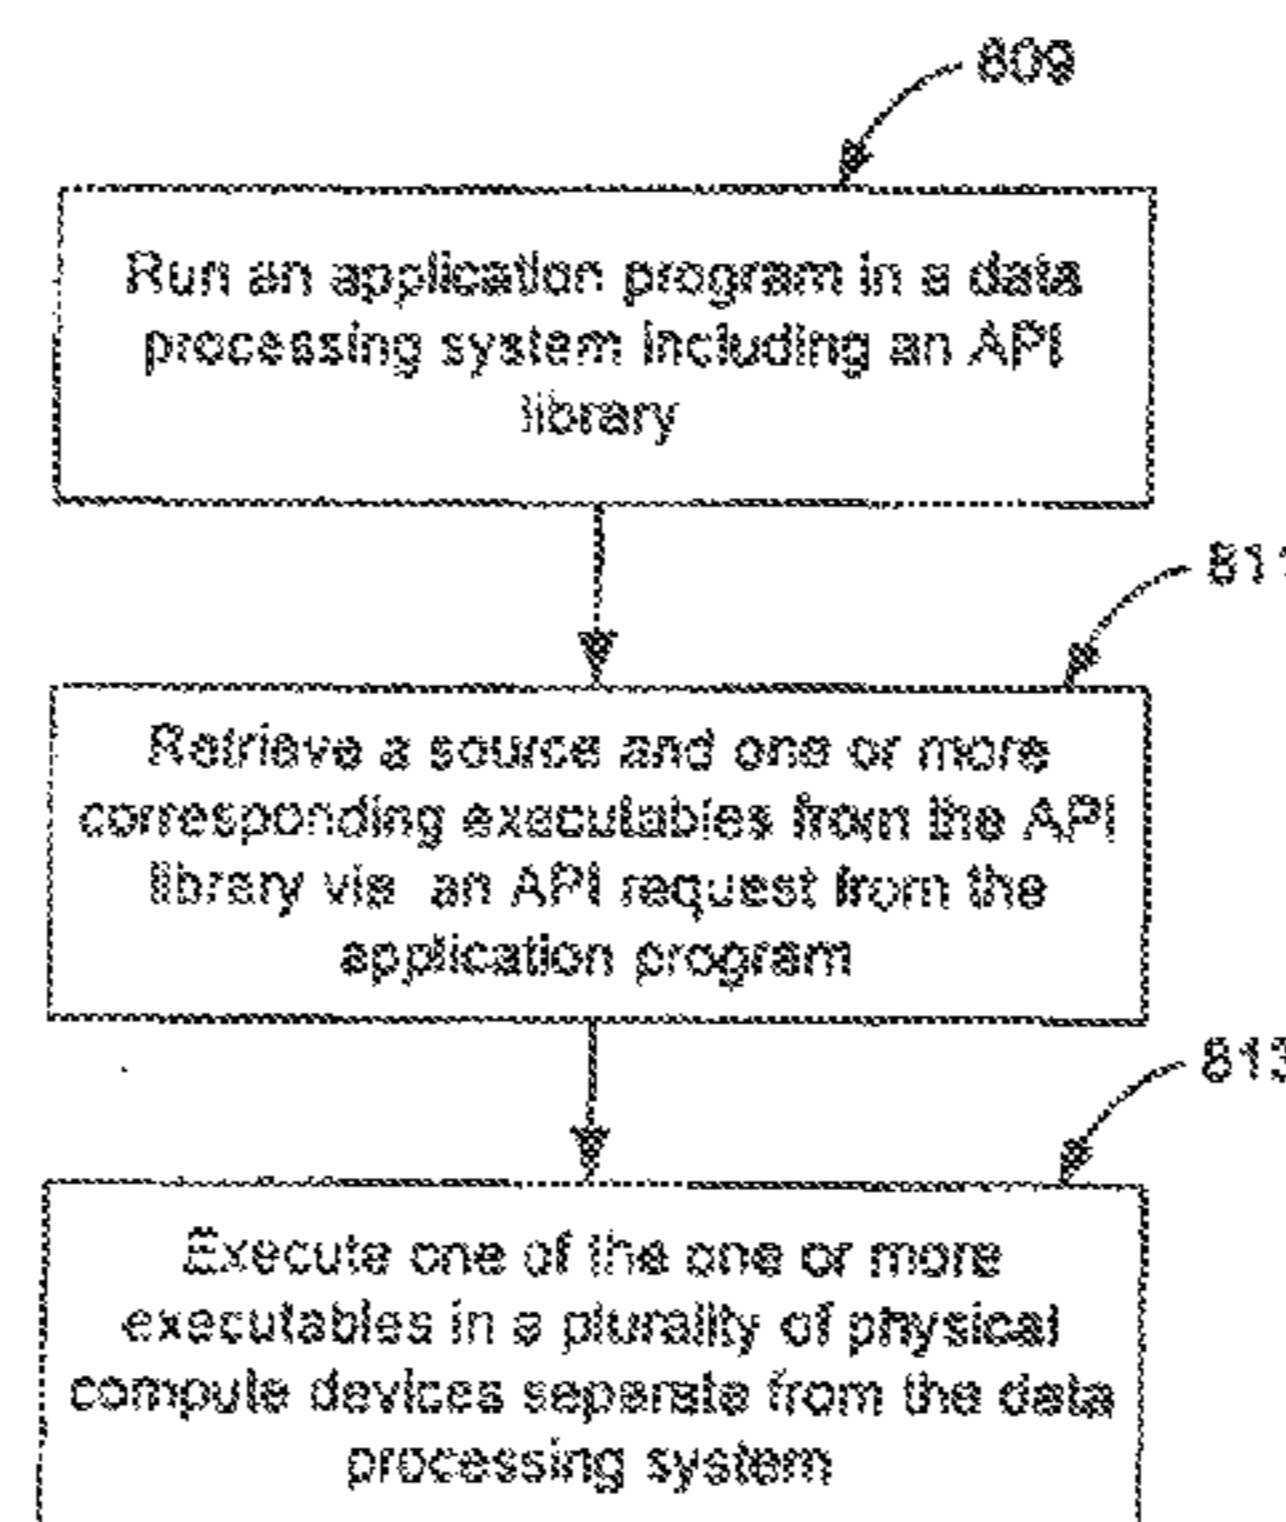 809
Run an application program in a data
processing system including an API
library
811
Retrieve a source and one or more
corresponding executables from the API
library via an API request from the
application program
813
Execute one of the one or more
executables in a plurality of physical
compute devices separate from the data
processing system